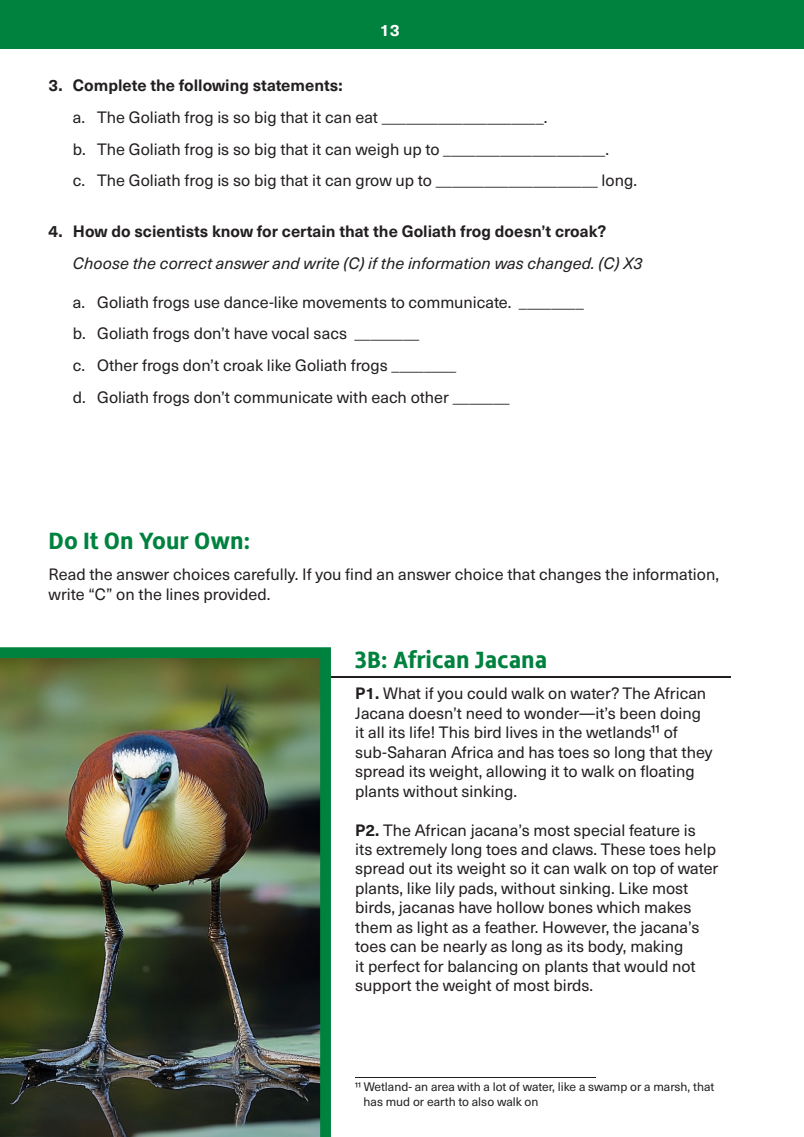 13
3. Complete the following statements:
a. The Goliath frog is so big that it can eat ____________________.
b. The Goliath frog is so big that it can weigh up to ____________________.
c. The Goliath frog is so big that it can grow up to ____________________ long.
4. How do scientists know for certain that the Goliath frog doesn’t croak?
Choose the correct answer and write (C) if the information was changed. (C) X3
a. Goliath frogs use dance-like movements to communicate. ________
b. Goliath frogs don’t have vocal sacs ________
c. Other frogs don’t croak like Goliath frogs ________
d. Goliath frogs don’t communicate with each other _______
Do It On Your Own:
Read the answer choices carefully. If you find an answer choice that changes the information,
write “C” on the lines provided.
3B: African Jacana
P1. What if you could walk on water? The African
Jacana doesn’t need to wonder—it’s been doing
it all its life! This bird lives in the wetlands¹¹ of
sub-Saharan Africa and has toes so long that they
spread its weight, allowing it to walk on floating
plants without sinking.
P2. The African jacana’s most special feature is
its extremely long toes and claws. These toes help
spread out its weight so it can walk on top of water
plants, like lily pads, without sinking. Like most
birds, jacanas have hollow bones which makes
them as light as a feather. However, the jacana’s
toes can be nearly as long as its body, making
it perfect for balancing on plants that would not
support the weight of most birds.
¹¹ Wetland- an area with a lot of water, like a swamp or a marsh, that
has mud or earth to also walk on